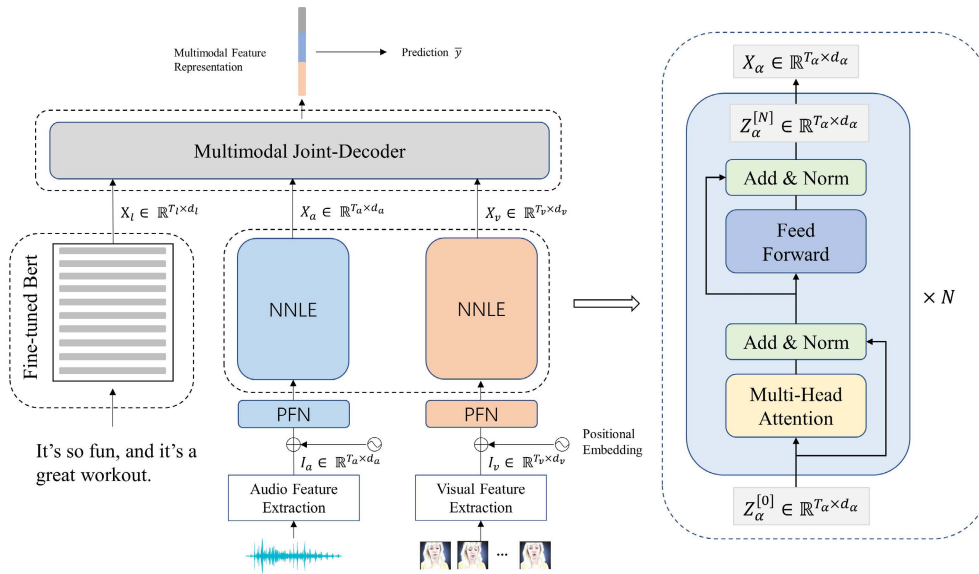 Multimodal Feature
Representation
Prediction ȳ
Multimodal Joint-Decoder
X_l ∈ ℝ^{T_l×d_l}
X_a ∈ ℝ^{T_a×d_a}
X_v ∈ ℝ^{T_v×d_v}
Fine-tuned Bert
NNLE
NNLE
PFN
PFN
Positional
Embedding
I_a ∈ ℝ^{T_a×d_a}
I_v ∈ ℝ^{T_v×d_v}
It's so fun, and it's a
great workout.
Audio Feature
Extraction
Visual Feature
Extraction
...
X_α ∈ ℝ^{T_α×d_α}
Z_α^{[N]} ∈ ℝ^{T_α×d_α}
Add & Norm
Feed
Forward
× N
Add & Norm
Multi-Head
Attention
Z_α^{[0]} ∈ ℝ^{T_α×d_α}